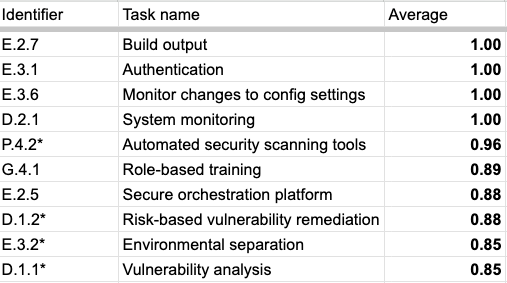 Identifier Task name Average
E.2.7 Build output 1.00
E.3.1 Authentication 1.00
E.3.6 Monitor changes to config settings 1.00
D.2.1 System monitoring 1.00
P.4.2* Automated security scanning tools 0.96
G.4.1 Role-based training 0.89
E.2.5 Secure orchestration platform 0.88
D.1.2* Risk-based vulnerability remediation 0.88
E.3.2* Environmental separation 0.85
D.1.1* Vulnerability analysis 0.85